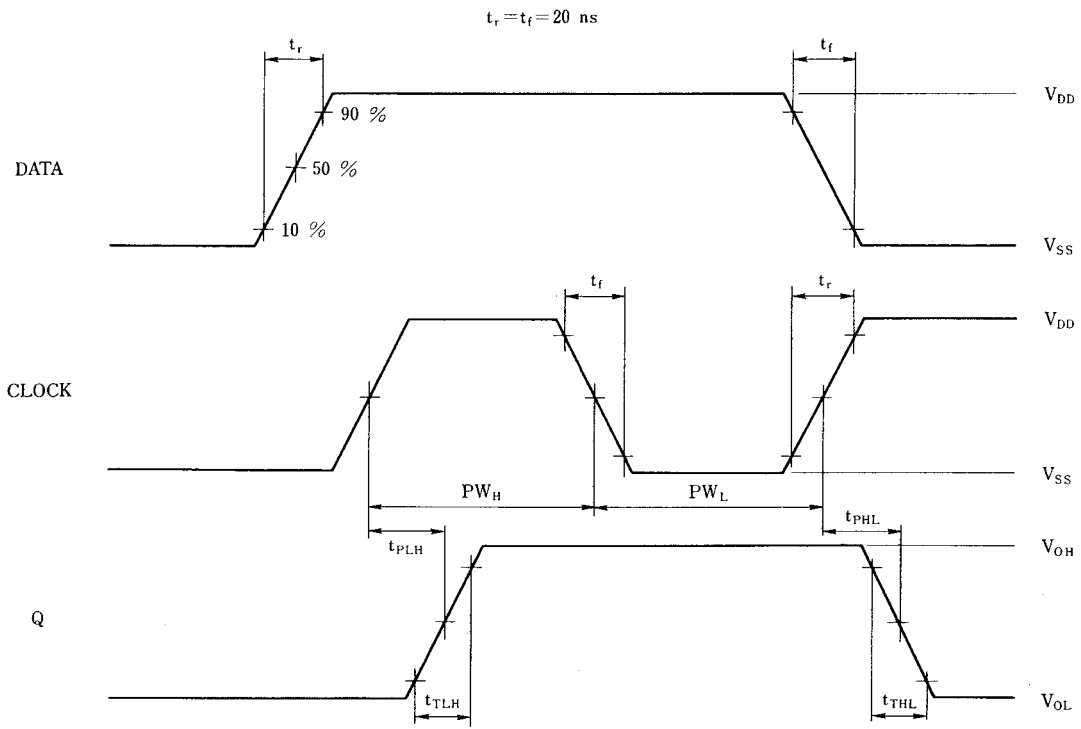 tr=tf=20 ns
tr
tf
VDD
90 %
DATA
50 %
10 %
VSS
tf
tr
VDD
CLOCK
VSS
PWH
PWL
tPLH
tPHL
VOH
Q
tTLH
tTHL
VOL